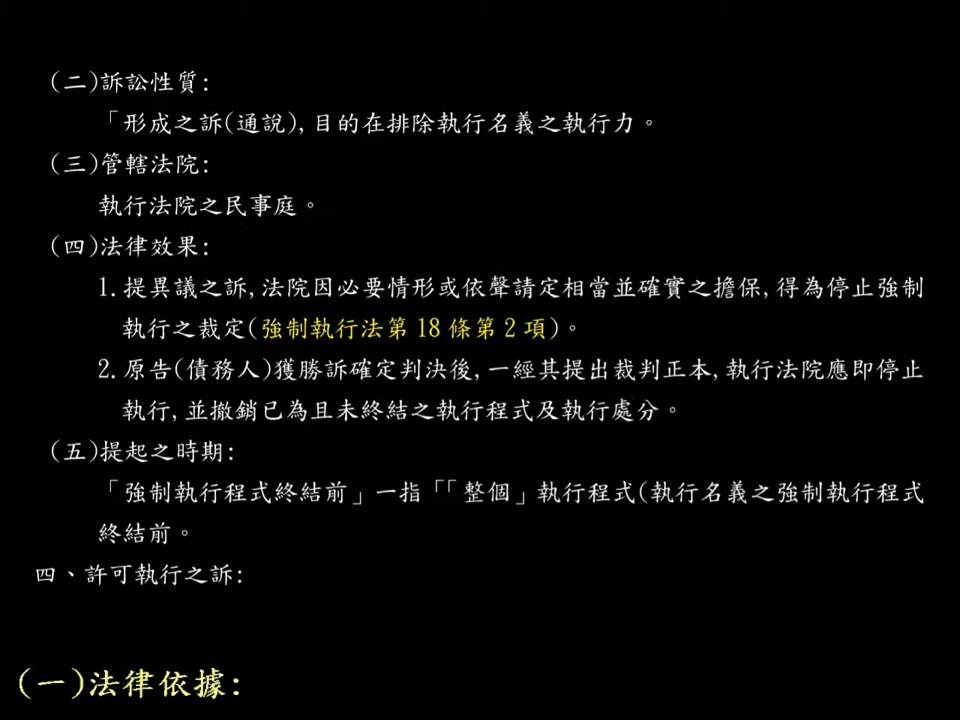 (二)訴訟性質:
「形成之訴(通說),目的在排除執行名義之執行力。
(三)管轄法院:
執行法院之民事庭。
(四)法律效果:
1.提異議之訴,法院因必要情形或依聲請定相當並確實之擔保,得為停止強制
執行之裁定(強制執行法第18條第2項)。
2.原告(債務人)獲勝訴確定判決後,一經其提出裁判正本,執行法院應即停止
執行,並撤銷已為且未終結之執行程式及執行處分。
(五)提起之時期:
「強制執行程式終結前」一指「「整個」執行程式(執行名義之強制執行程式
終結前。
四、許可執行之訴:
(一)法律依據: